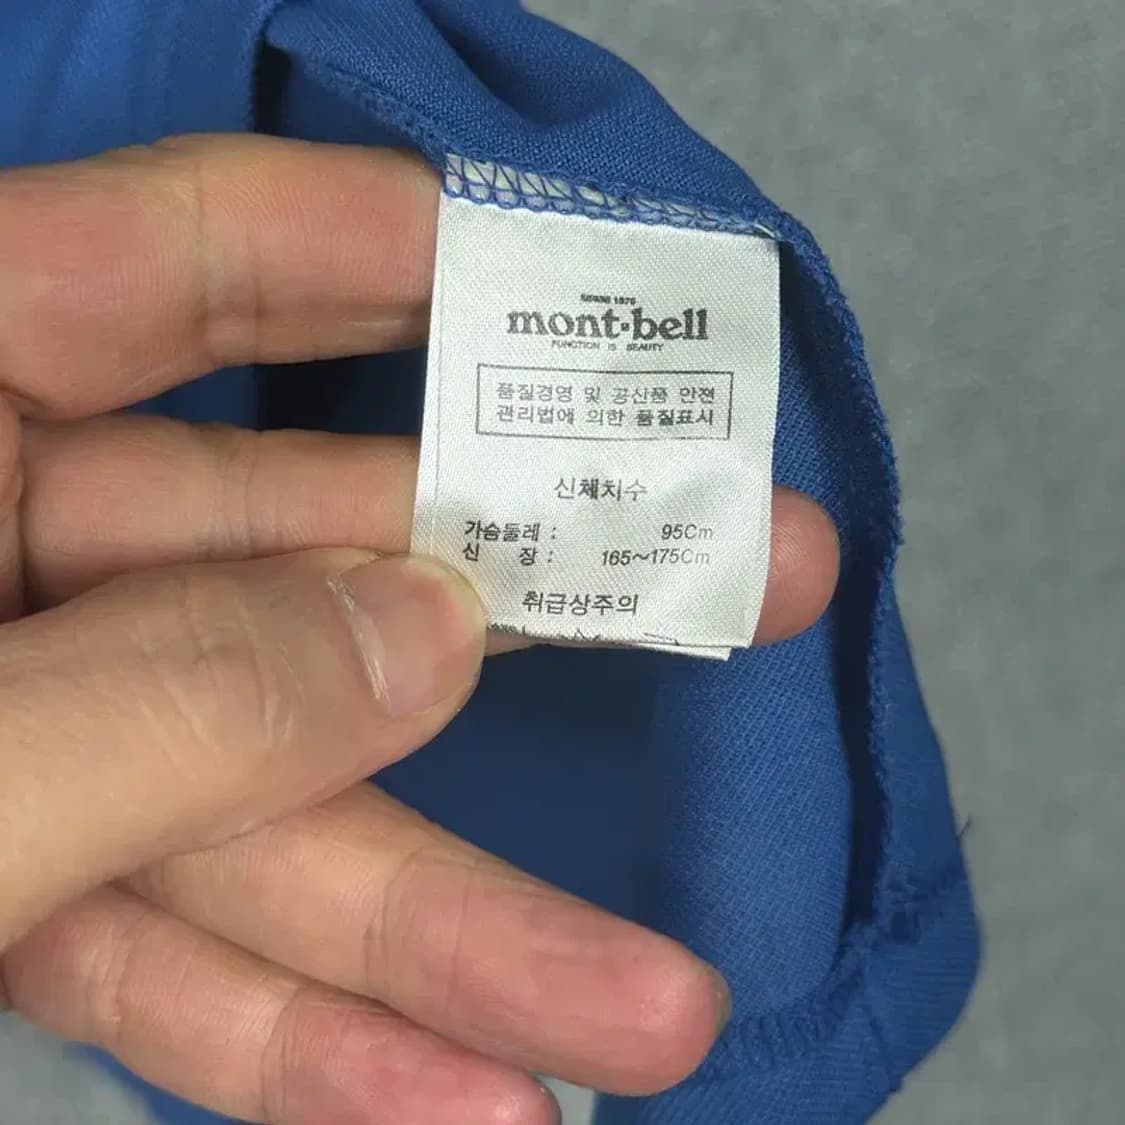 SINCE 1975
mont·bell
FUNCTION IS BEAUTY
품질경영 및 공산품 안전
관리법에 의한 품질표시
신체치수
가슴둘레 : 95Cm
신 장 : 165~175Cm
취급상주의